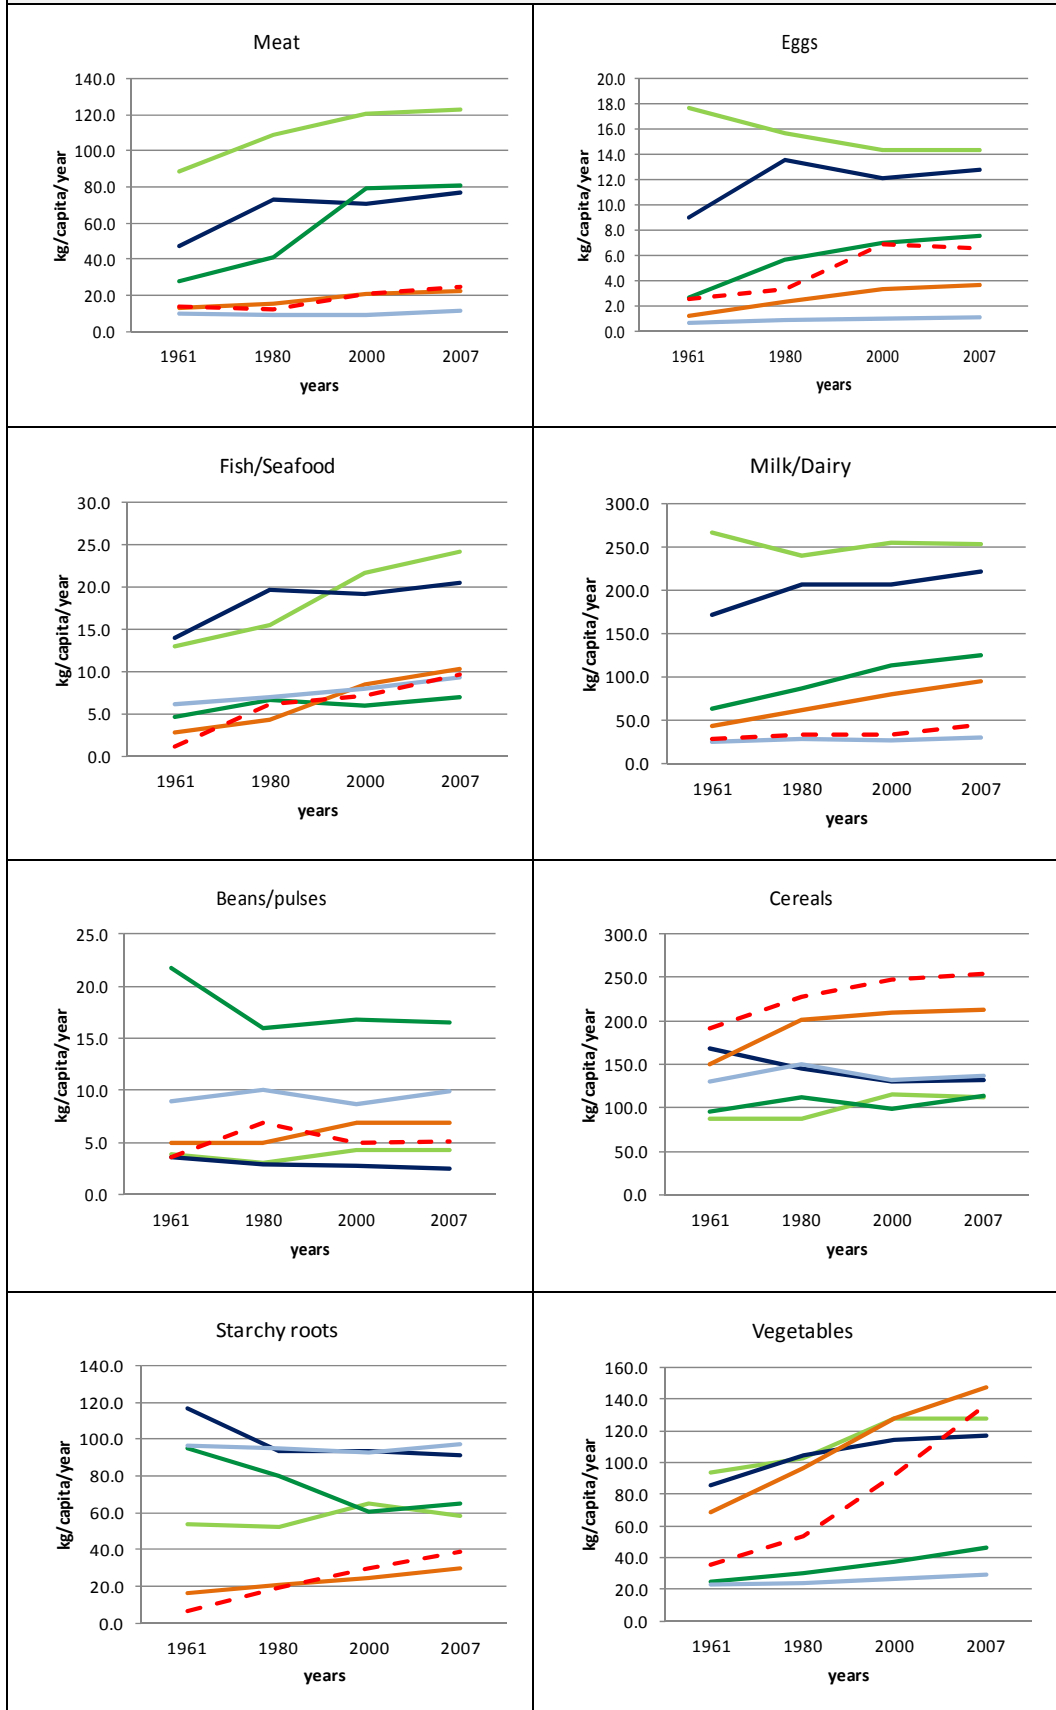 Meat
140.0
120.0
100.0
80.0
60.0
40.0
20.0
0.0
kg/capita/year
1961 1980 2000 2007
years
Eggs
20.0
18.0
16.0
14.0
12.0
10.0
8.0
6.0
4.0
2.0
0.0
kg/capita/year
1961 1980 2000 2007
years
Fish/Seafood
30.0
25.0
20.0
15.0
10.0
5.0
0.0
kg/capita/year
1961 1980 2000 2007
years
Milk/Dairy
300.0
250.0
200.0
150.0
100.0
50.0
0.0
kg/capita/year
1961 1980 2000 2007
years
Beans/pulses
25.0
20.0
15.0
10.0
5.0
0.0
kg/capita/year
1961 1980 2000 2007
years
Cereals
300.0
250.0
200.0
150.0
100.0
50.0
0.0
kg/capita/year
1961 1980 2000 2007
years
Starchy roots
140.0
120.0
100.0
80.0
60.0
40.0
20.0
0.0
kg/capita/year
1961 1980 2000 2007
years
Vegetables
160.0
140.0
120.0
100.0
80.0
60.0
40.0
20.0
0.0
kg/capita/year
1961 1980 2000 2007
years